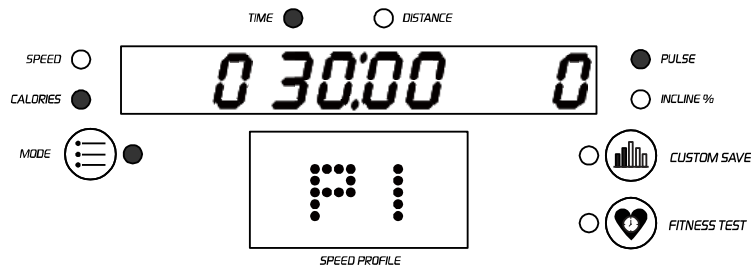 TIME DISTANCE
SPEED 0 30:00 0 PULSE
CALORIES INCLINE %
MODE P1 CUSTOM SAVE
FITNESS TEST
SPEED PROFILE